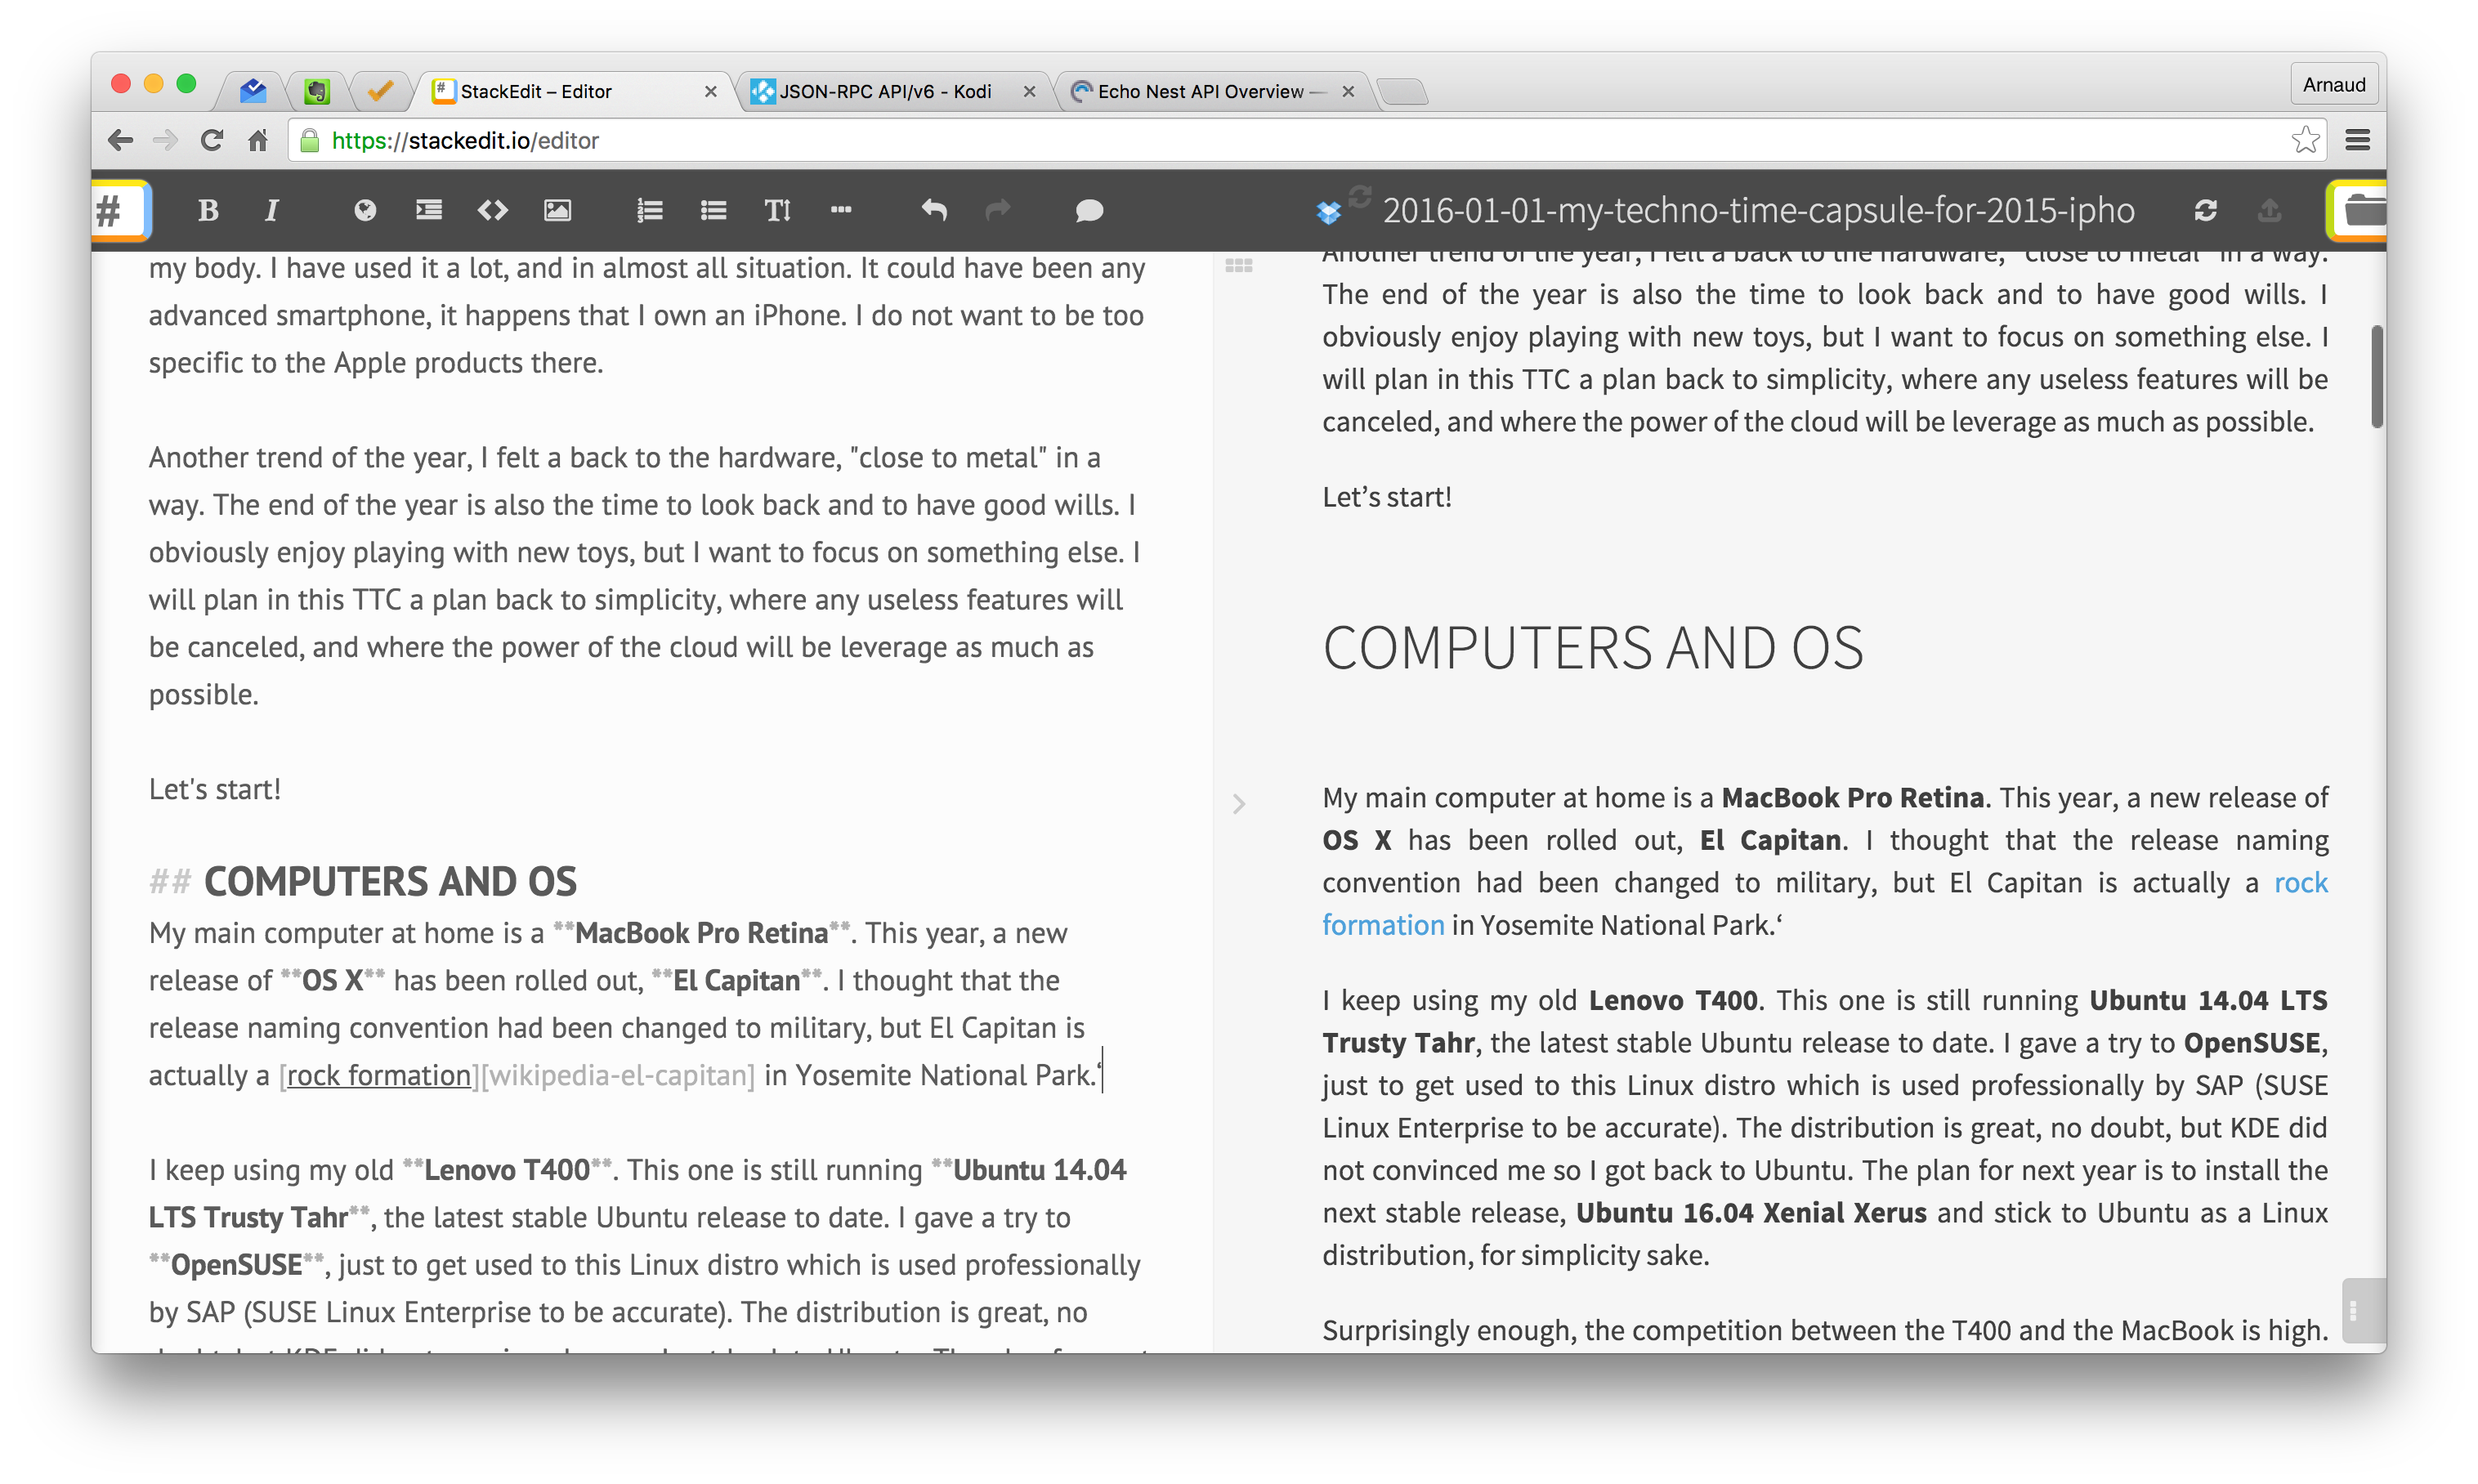 StackEdit – Editor
JSON-RPC API/v6 - Kodi
Echo Nest API Overview —
Arnaud
https://stackedit.io/editor
# B I T
2016-01-01-my-techno-time-capsule-for-2015-ipho
my body. I have used it a lot, and in almost all situation. It could have been any
advanced smartphone, it happens that I own an iPhone. I do not want to be too
specific to the Apple products there.
Another trend of the year, I felt a back to the hardware, "close to metal" in a
way. The end of the year is also the time to look back and to have good wills. I
obviously enjoy playing with new toys, but I want to focus on something else. I
will plan in this TTC a plan back to simplicity, where any useless features will
be canceled, and where the power of the cloud will be leverage as much as
possible.
Let's start!
## COMPUTERS AND OS
My main computer at home is a **MacBook Pro Retina**. This year, a new
release of **OS X** has been rolled out, **El Capitan**. I thought that the
release naming convention had been changed to military, but El Capitan is
actually a [rock formation][wikipedia-el-capitan] in Yosemite National Park.‘
I keep using my old **Lenovo T400**. This one is still running **Ubuntu 14.04
LTS Trusty Tahr**, the latest stable Ubuntu release to date. I gave a try to
**OpenSUSE**, just to get used to this Linux distro which is used professionally
by SAP (SUSE Linux Enterprise to be accurate). The distribution is great, no
Another trend of the year, I felt a back to the hardware, "close to metal" in a way.
The end of the year is also the time to look back and to have good wills. I
obviously enjoy playing with new toys, but I want to focus on something else. I
will plan in this TTC a plan back to simplicity, where any useless features will be
canceled, and where the power of the cloud will be leverage as much as possible.
Let’s start!
COMPUTERS AND OS
My main computer at home is a MacBook Pro Retina. This year, a new release of
OS X has been rolled out, El Capitan. I thought that the release naming
convention had been changed to military, but El Capitan is actually a rock
formation in Yosemite National Park.‘
I keep using my old Lenovo T400. This one is still running Ubuntu 14.04 LTS
Trusty Tahr, the latest stable Ubuntu release to date. I gave a try to OpenSUSE,
just to get used to this Linux distro which is used professionally by SAP (SUSE
Linux Enterprise to be accurate). The distribution is great, no doubt, but KDE did
not convinced me so I got back to Ubuntu. The plan for next year is to install the
next stable release, Ubuntu 16.04 Xenial Xerus and stick to Ubuntu as a Linux
distribution, for simplicity sake.
Surprisingly enough, the competition between the T400 and the MacBook is high.